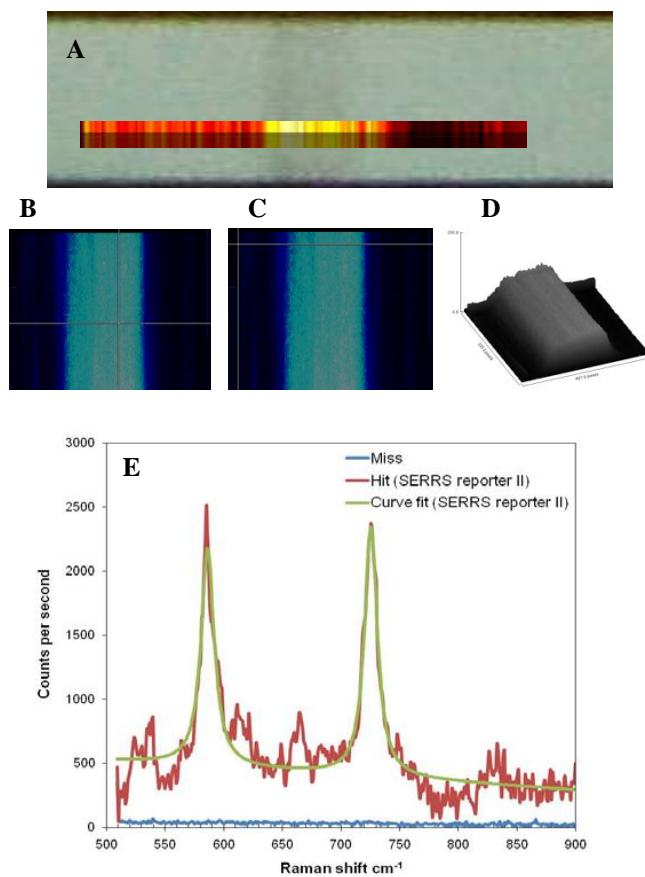 A
B
C
D
E
3000
2500
2000
1500
1000
500
0
Counts per second
Miss
Hit (SERRS reporter II)
Curve fit (SERRS reporter II)
500
550
600
650
700
750
800
850
900
Raman shift cm⁻¹